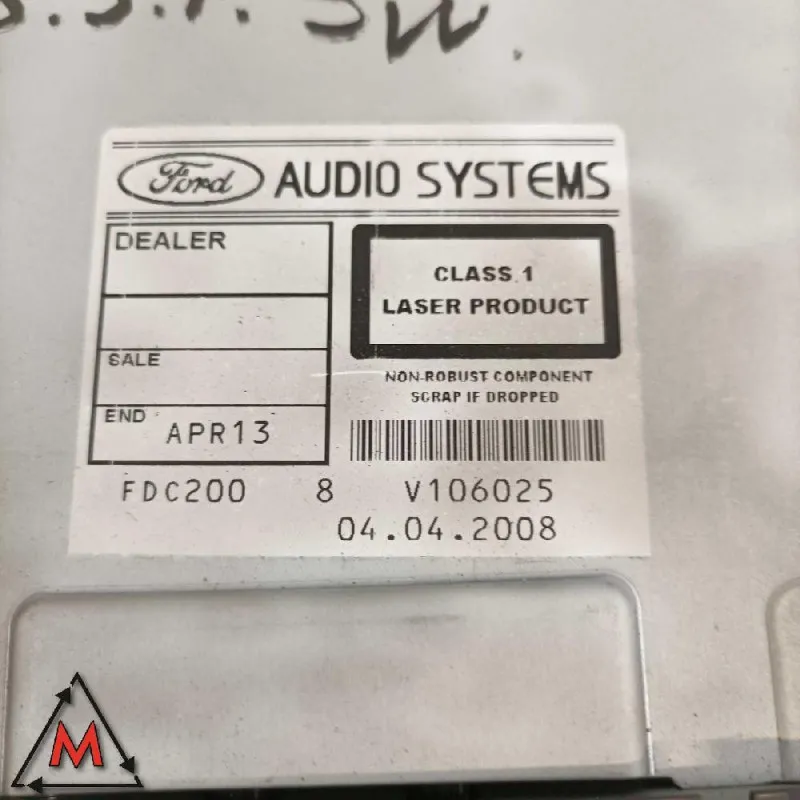 Ford AUDIO SYSTEMS
DEALER
CLASS 1
LASER PRODUCT
SALE
NON-ROBUST COMPONENT
SCRAP IF DROPPED
END APR13
FDC200 8 V106025
04.04.2008
M